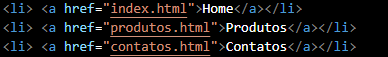 <li> <a href="index.html">Home</a></li>
<li> <a href="produtos.html">Produtos</a></li>
<li> <a href="contatos.html">Contatos</a></li>